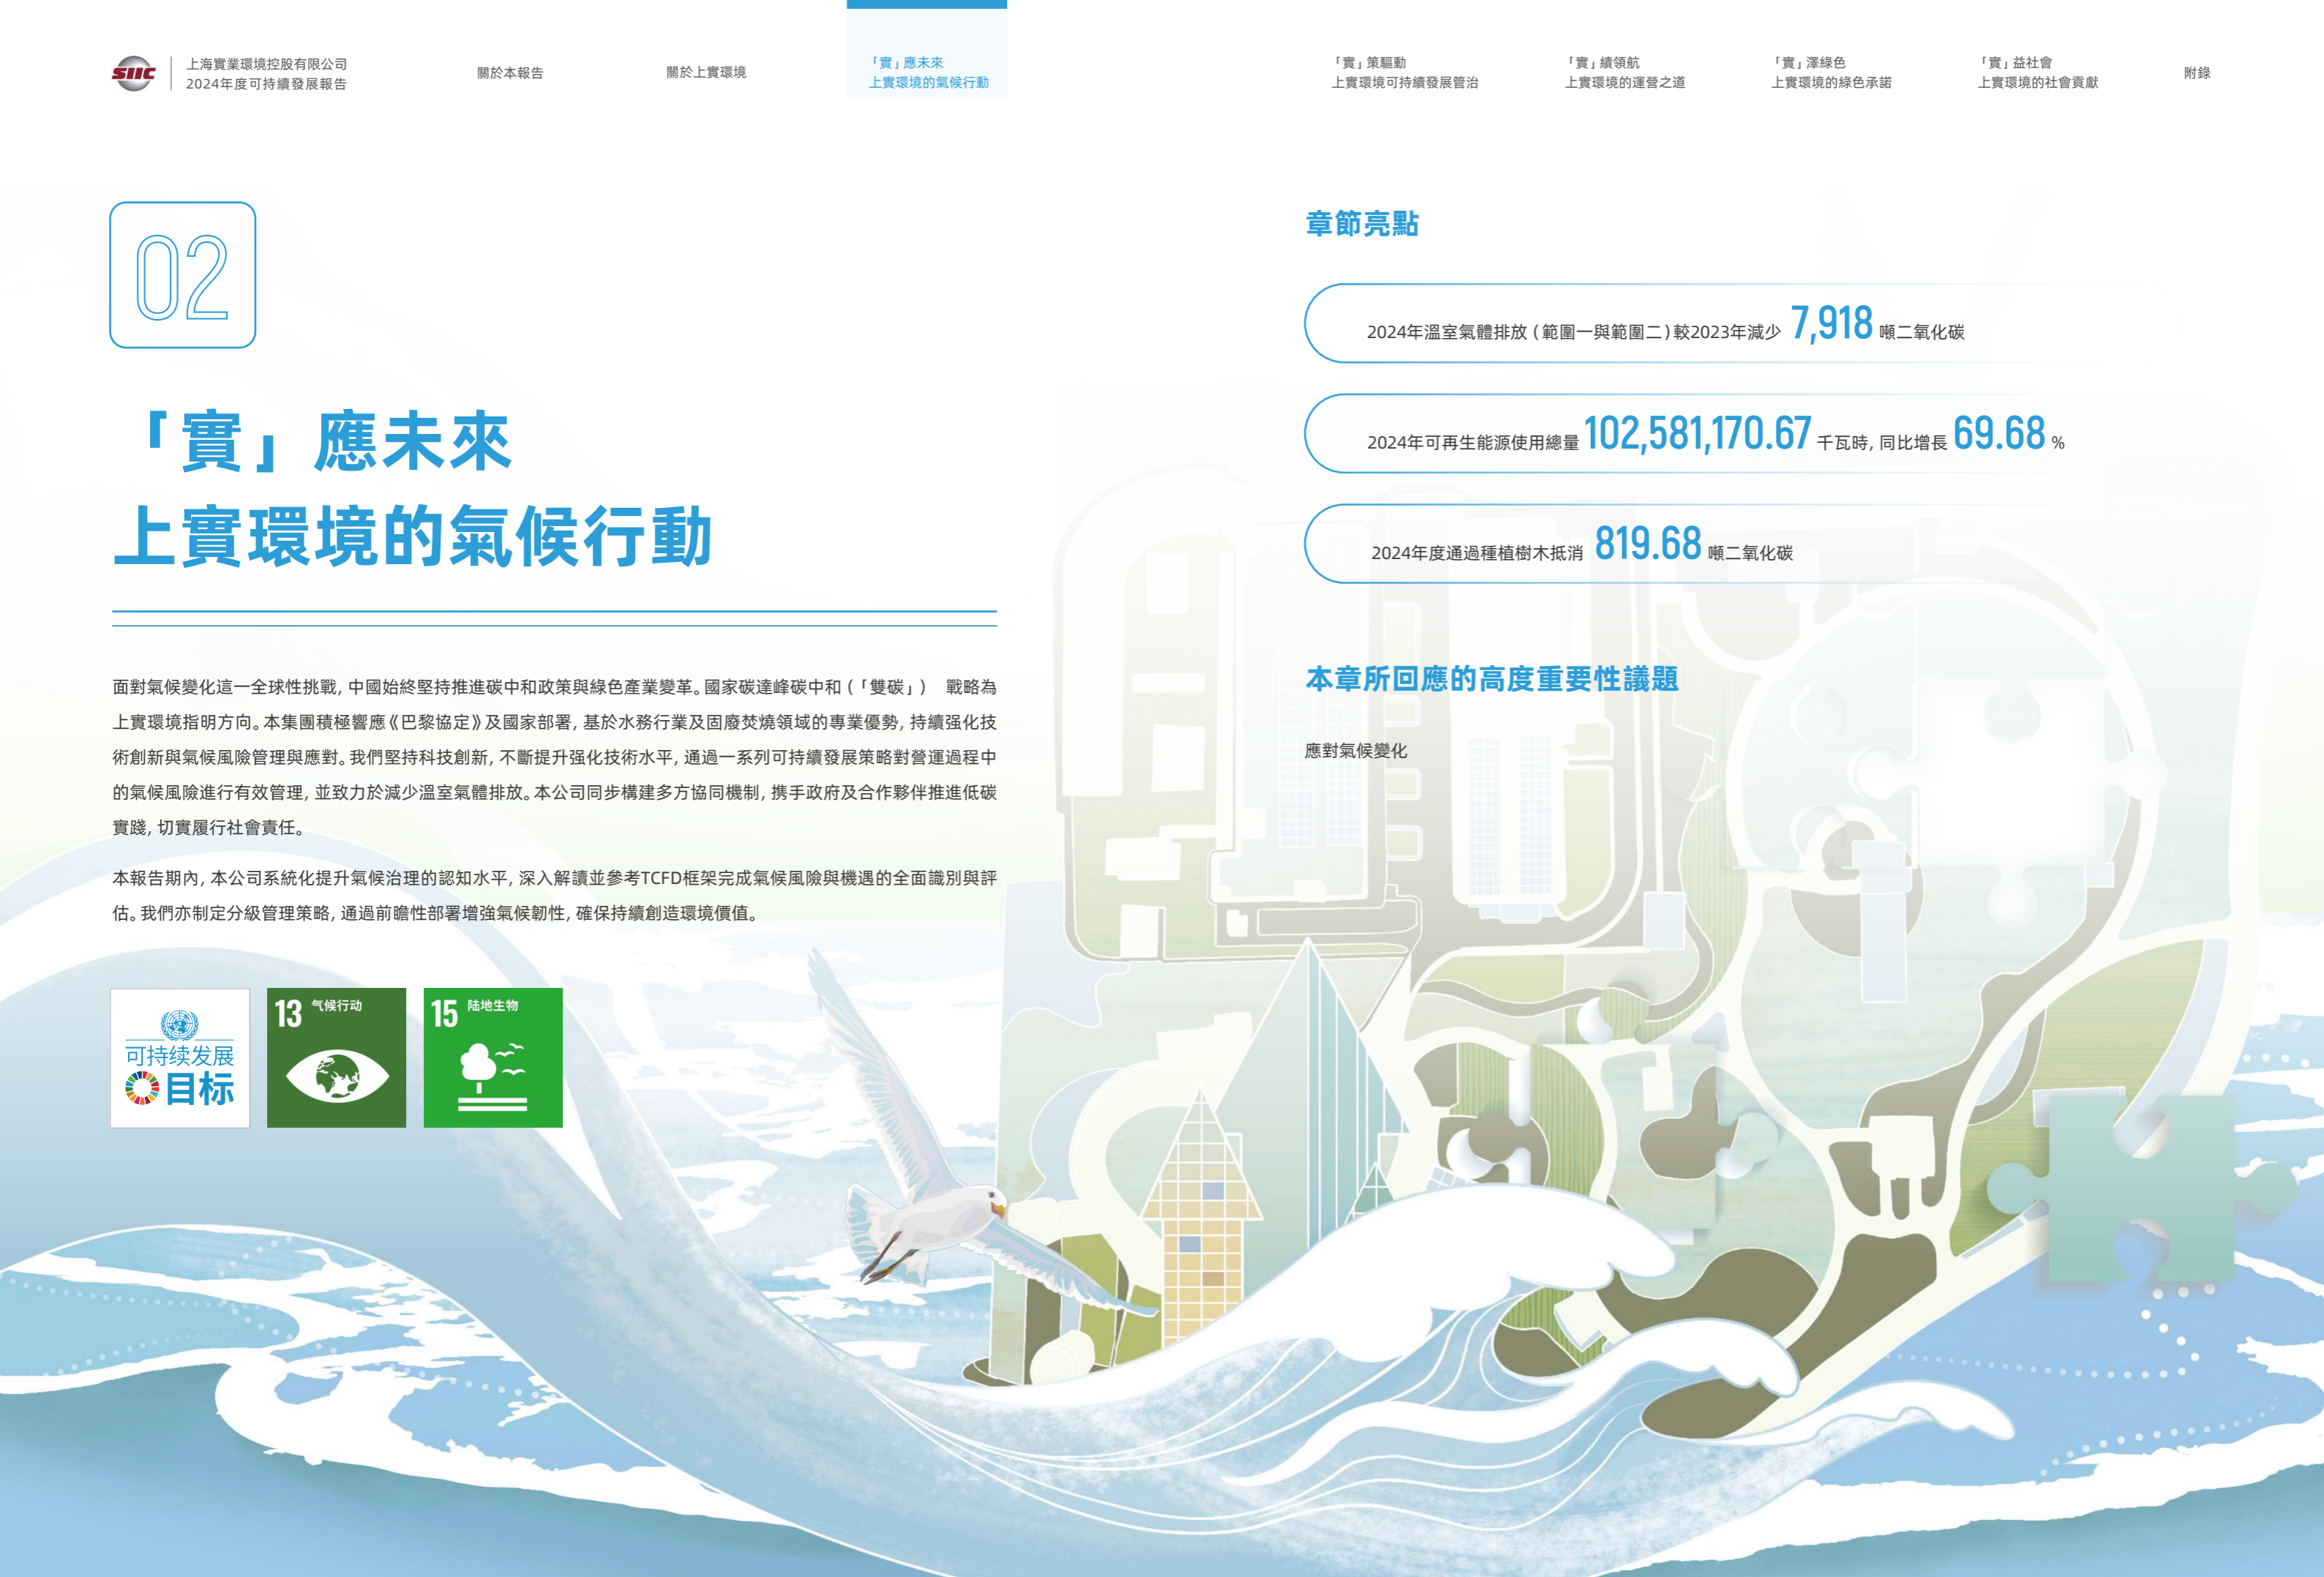 SIIC
上海實業環境控股有限公司
2024年度可持續發展報告
關於本報告
關於上實環境
「實」應未來
上實環境的氣候行動
「實」策驅動
上實環境可持續發展管治
「實」績領航
上實環境的運營之道
「實」澤綠色
上實環境的綠色承諾
「實」益社會
上實環境的社會貢獻
附錄
02
「實」應未來
上實環境的氣候行動
面對氣候變化這一全球性挑戰，中國始終堅持推進碳中和政策與綠色產業變革。國家碳達峰碳中和（「雙碳」） 戰略為
上實環境指明方向。本集團積極響應《巴黎協定》及國家部署，基於水務行業及固廢焚燒領域的專業優勢，持續強化技
術創新與氣候風險管理與應對。我們堅持科技創新，不斷提升強化技術水平，通過一系列可持續發展策略對營運過程中
的氣候風險進行有效管理，並致力於減少溫室氣體排放。本公司同步構建多方協同機制，携手政府及合作夥伴推進低碳
實踐，切實履行社會責任。
本報告期內，本公司系統化提升氣候治理的認知水平，深入解讀並參考TCFD框架完成氣候風險與機遇的全面識別與評
估。我們亦制定分級管理策略，通過前瞻性部署增強氣候韌性，確保持續創造環境價值。
可持续发展
目标
13 气候行动
15 陆地生物
章節亮點
2024年溫室氣體排放（範圍一與範圍二）較2023年減少 7,918 噸二氧化碳
2024年可再生能源使用總量 102,581,170.67 千瓦時，同比增長 69.68 %
2024年度通過種植樹木抵消 819.68 噸二氧化碳
本章所回應的高度重要性議題
應對氣候變化